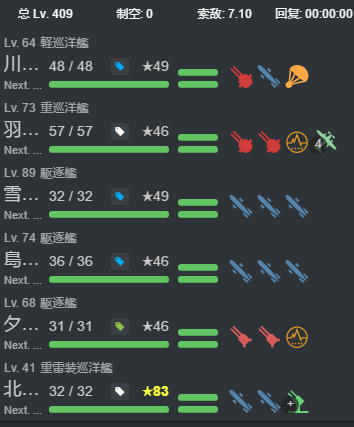 总 Lv. 409 制空: 0 索敌: 7.10 回复: 00:00:00
Lv. 64 軽巡洋艦
川... 48 / 48 ★49
Next. ...
Lv. 73 重巡洋艦
羽... 57 / 57 ★46
Next. ... 4
Lv. 89 駆逐艦
雪... 32 / 32 ★49
Next. ...
Lv. 74 駆逐艦
島... 36 / 36 ★46
Next. ...
Lv. 68 駆逐艦
夕... 31 / 31 ★46
Next. ...
Lv. 41 重雷装巡洋艦
北... 32 / 32 ★83
Next. ... +